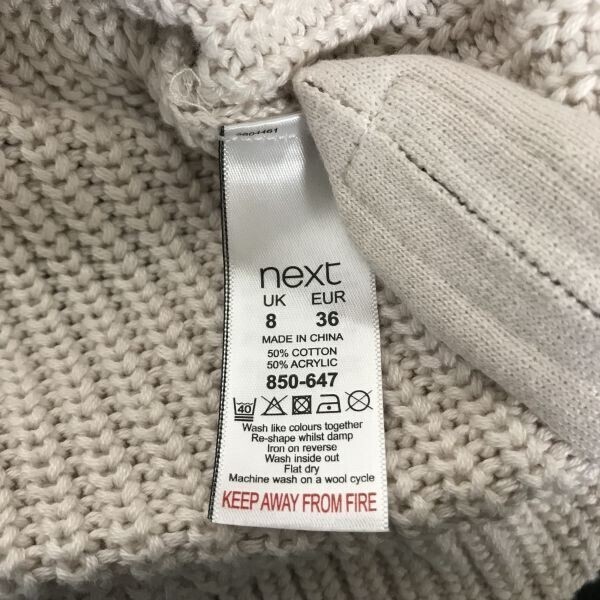 next
UK EUR
8 36
MADE IN CHINA
50% COTTON
50% ACRYLIC
850-647
40
Wash like colours together
Re-shape whilst damp
Iron on reverse
Wash inside out
Flat dry
Machine wash on a wool cycle
KEEP AWAY FROM FIRE